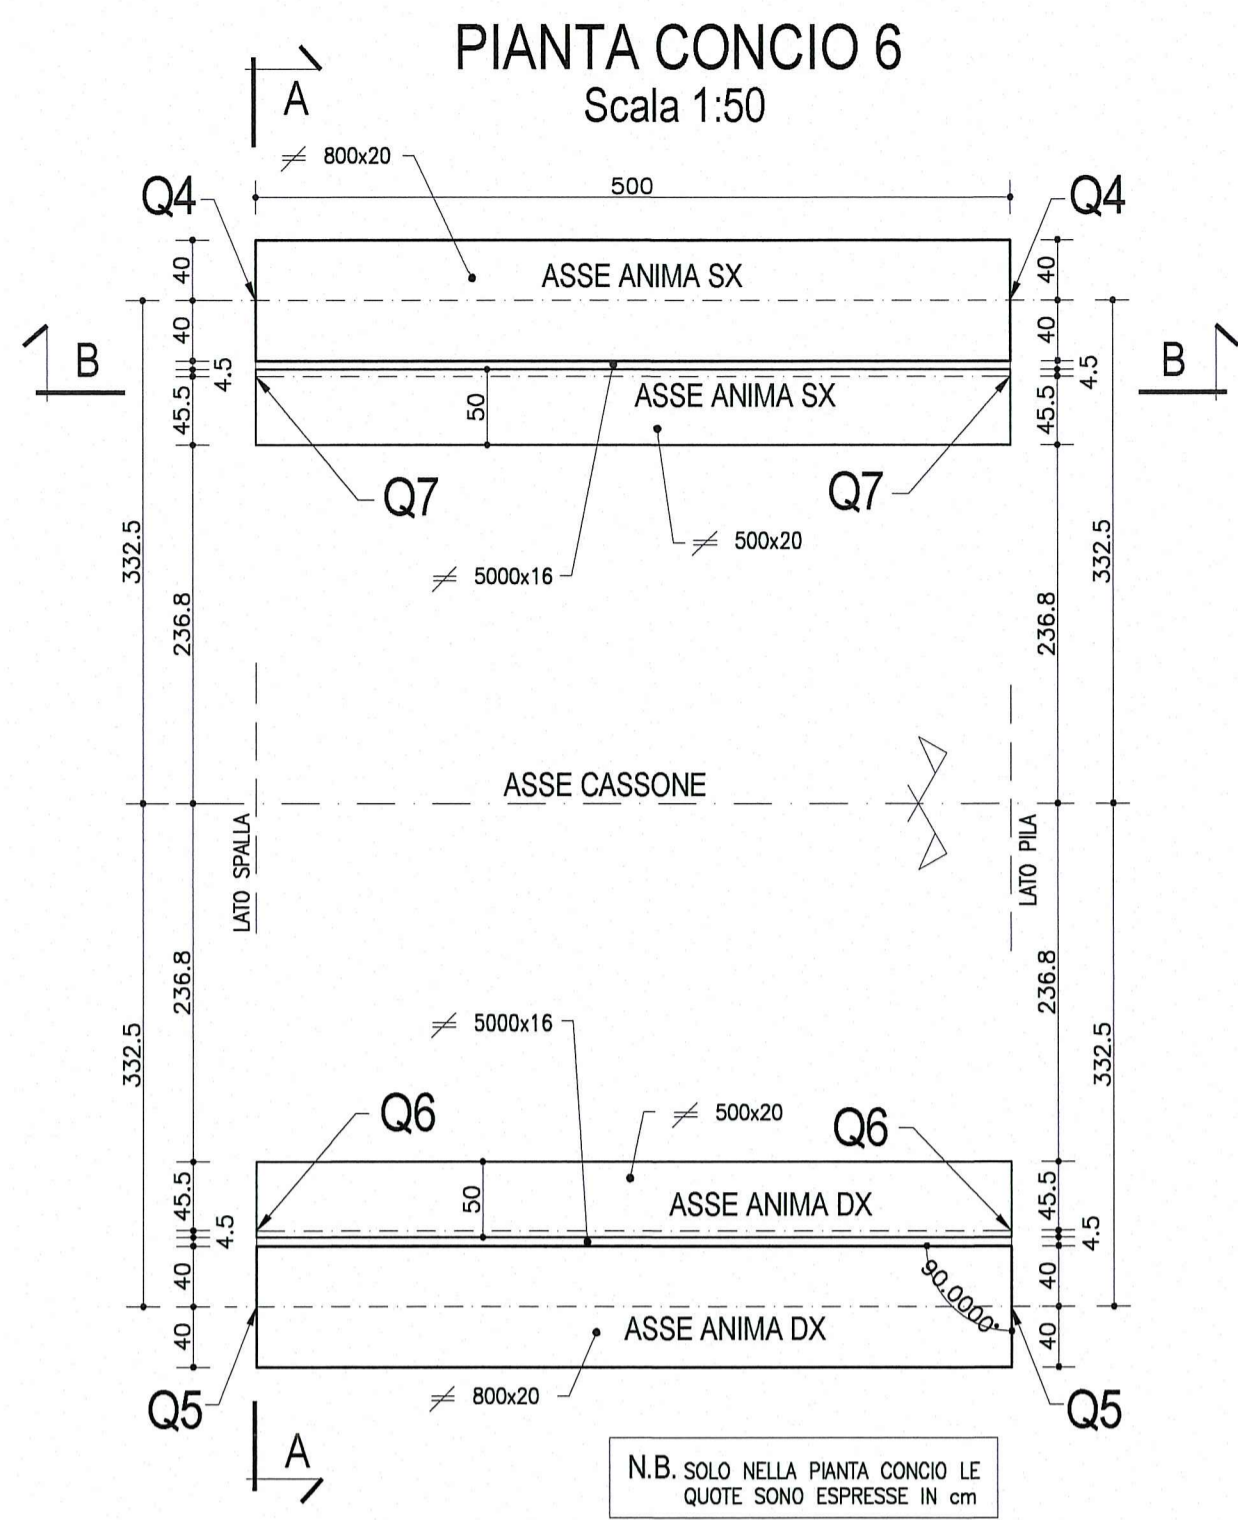 PIANTA CONCIO 6
Scala 1:50
A
800x20
500
Q4
Q4
40
ASSE ANIMA SX
40
40
40
B
B
4.5
4.5
45.5
50
ASSE ANIMA SX
45.5
Q7
Q7
500x20
332.5
332.5
5000x16
236.8
236.8
ASSE CASSONE
LATO SPALLA
LATO PILA
236.8
236.8
5000x16
332.5
332.5
Q6
500x20
Q6
45.5
50
ASSE ANIMA DX
45.5
4.5
4.5
40
90.0000°
40
40
ASSE ANIMA DX
40
800x20
Q5
Q5
A
N.B. SOLO NELLA PIANTA CONCIO LE
QUOTE SONO ESPRESSE IN cm